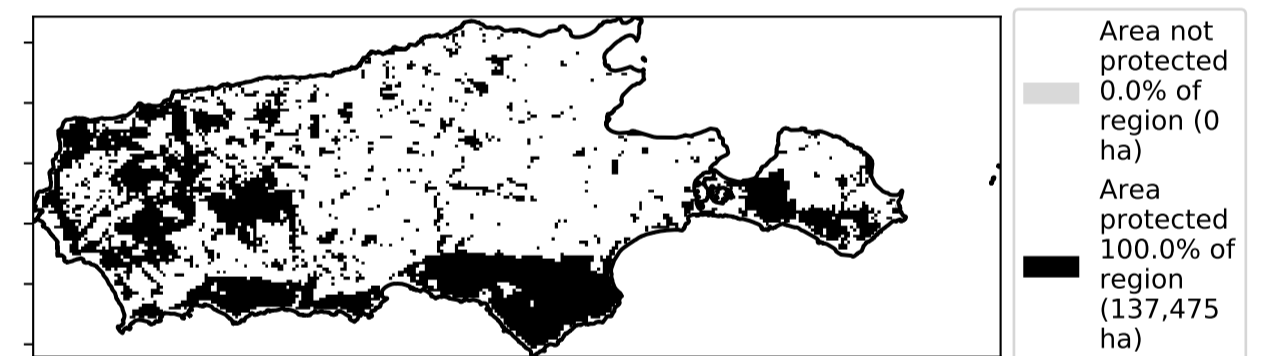 Area not
protected
0.0% of
region (0
ha)
Area
protected
100.0% of
region
(137,475
ha)